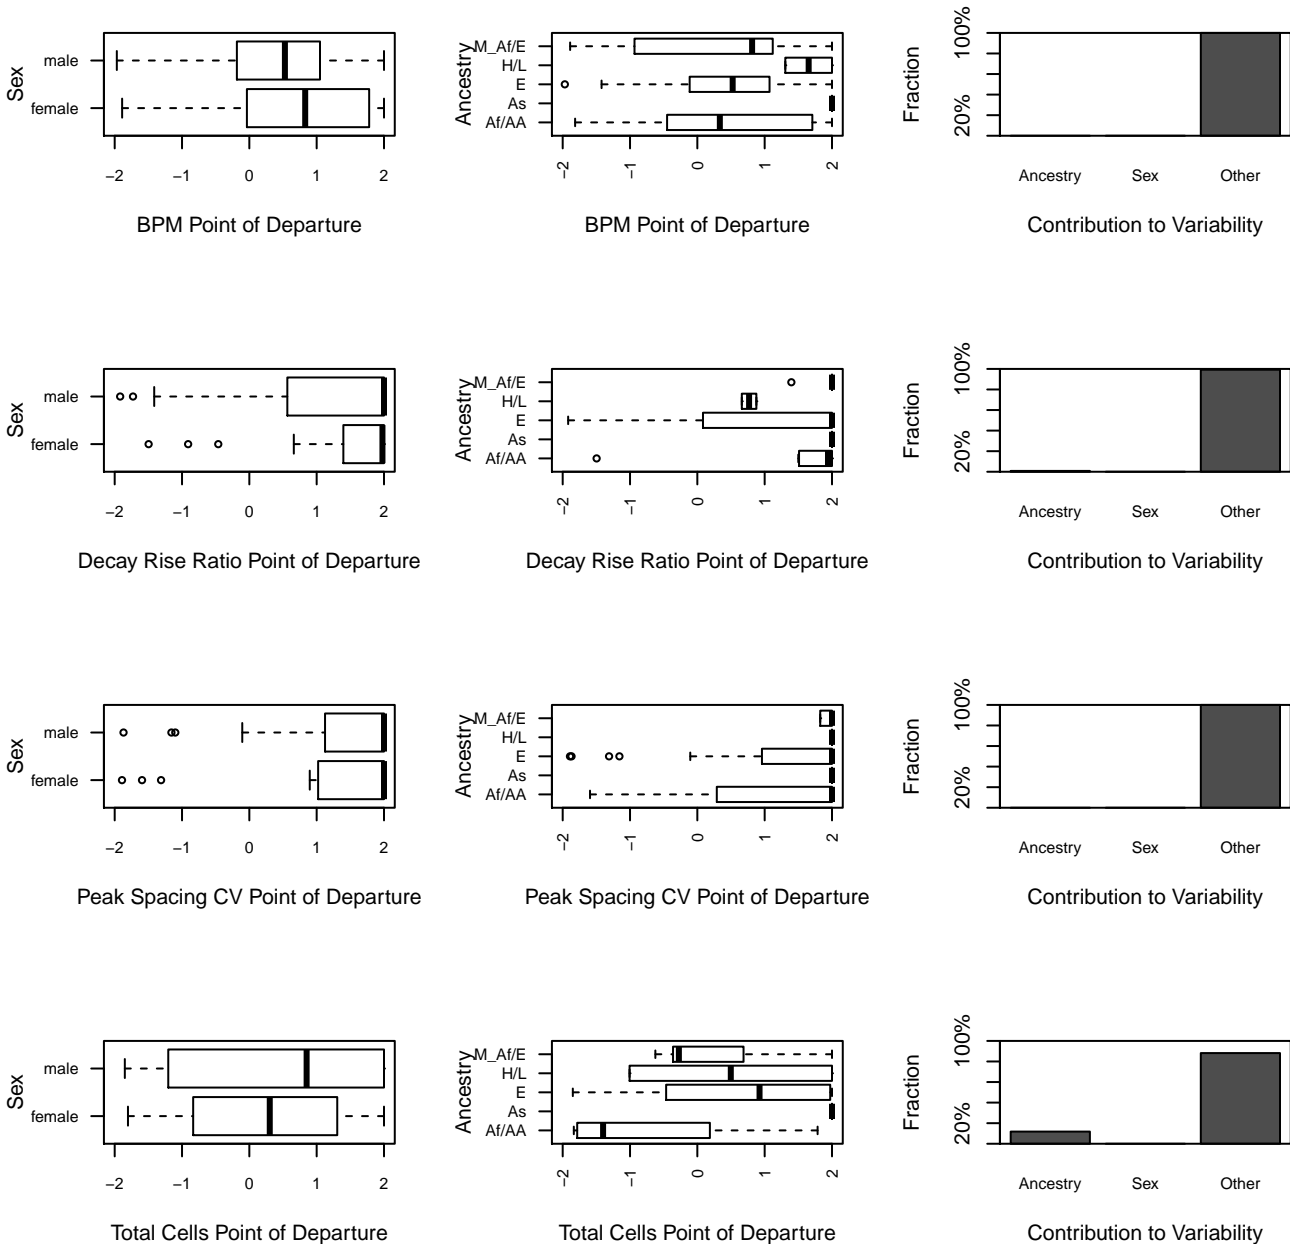 Sex
male
female
−2 −1 0 1 2
BPM Point of Departure
Ancestry
M_Af/E
H/L
E
As
Af/AA
−2 −1 0 1 2
BPM Point of Departure
Fraction
20% 100%
Ancestry Sex Other
Contribution to Variability
Sex
male
female
−2 −1 0 1 2
Decay Rise Ratio Point of Departure
Ancestry
M_Af/E
H/L
E
As
Af/AA
−2 −1 0 1 2
Decay Rise Ratio Point of Departure
Fraction
20% 100%
Ancestry Sex Other
Contribution to Variability
Sex
male
female
−2 −1 0 1 2
Peak Spacing CV Point of Departure
Ancestry
M_Af/E
H/L
E
As
Af/AA
−2 −1 0 1 2
Peak Spacing CV Point of Departure
Fraction
20% 100%
Ancestry Sex Other
Contribution to Variability
Sex
male
female
−2 −1 0 1 2
Total Cells Point of Departure
Ancestry
M_Af/E
H/L
E
As
Af/AA
−2 −1 0 1 2
Total Cells Point of Departure
Fraction
20% 100%
Ancestry Sex Other
Contribution to Variability